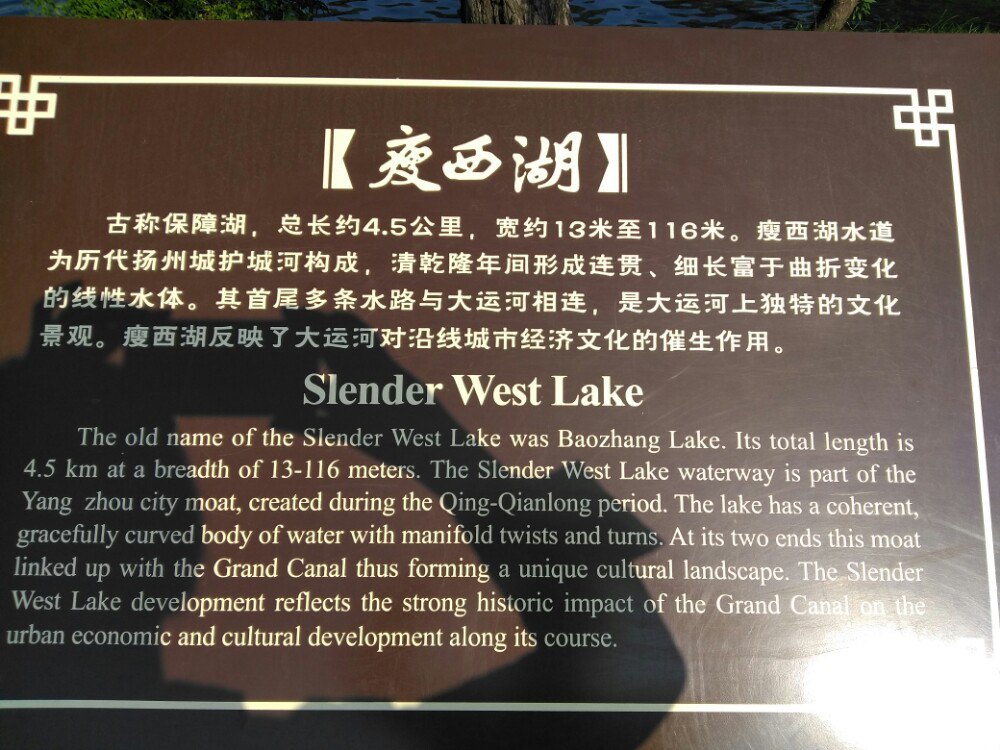 【瘦西湖】
古称保障湖，总长约4.5公里，宽约13米至116米。瘦西湖水道
为历代扬州城护城河构成，清乾隆年间形成连贯、细长富于曲折变化
的线性水体。其首尾多条水路与大运河相连，是大运河上独特的文化
景观。瘦西湖反映了大运河对沿线城市经济文化的催生作用。
Slender West Lake
The old name of the Slender West Lake was Baozhang Lake. Its total length is
4.5 km at a breadth of 13-116 meters. The Slender West Lake waterway is part of the
Yang zhou city moat, created during the Qing-Qianlong period. The lake has a coherent,
gracefully curved body of water with manifold twists and turns. At its two ends this moat
linked up with the Grand Canal thus forming a unique cultural landscape. The Slender
West Lake development reflects the strong historic impact of the Grand Canal on the
urban economic and cultural development along its course.